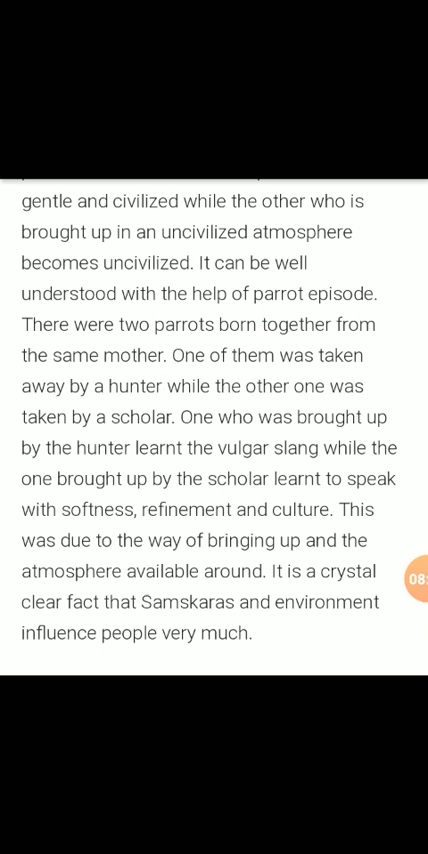 gentle and civilized while the other who is
brought up in an uncivilized atmosphere
becomes uncivilized. It can be well
understood with the help of parrot episode.
There were two parrots born together from
the same mother. One of them was taken
away by a hunter while the other one was
taken by a scholar. One who was brought up
by the hunter learnt the vulgar slang while the
one brought up by the scholar learnt to speak
with softness, refinement and culture. This
was due to the way of bringing up and the
atmosphere available around. It is a crystal
08:
clear fact that Samskaras and environment
influence people very much.